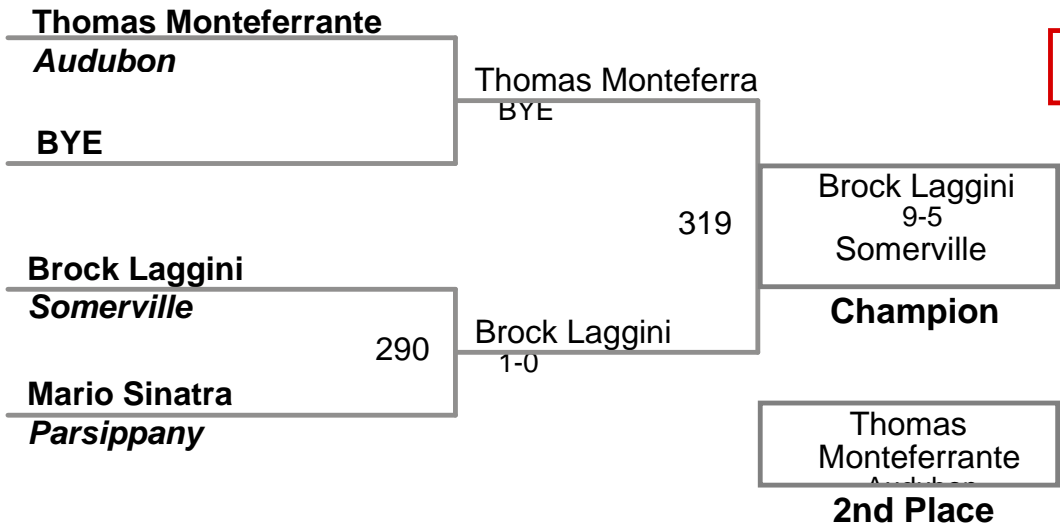 Thomas Monteferrante
Audubon
BYE
Brock Laggini
Somerville
290
Mario Sinatra
Parsippany
Thomas Monteferra
BYE
319
Brock Laggini
1-0
Brock Laggini
9-5
Somerville
Champion
Thomas
Monteferrante
Audubon
2nd Place